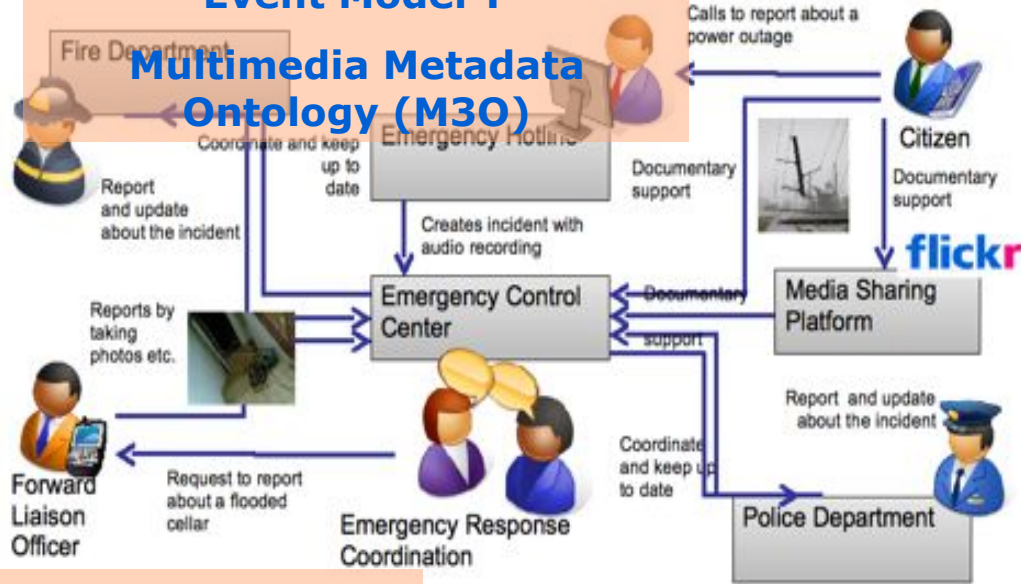 Event Model F
Multimedia Metadata
Ontology (M3O)
Fire Department
Calls to report about a
power outage
Citizen
Coordinate and keep
up to
date
Emergency Hotline
Documentary
support
Documentary
support
Report
and update
about the incident
Creates incident with
audio recording
flickr
Emergency Control
Center
Documentary
support
Media Sharing
Platform
Reports by
taking
photos etc.
Report and update
about the incident
Forward
Liaison
Officer
Request to report
about a flooded
cellar
Emergency Response
Coordination
Coordinate
and keep up
to date
Police Department